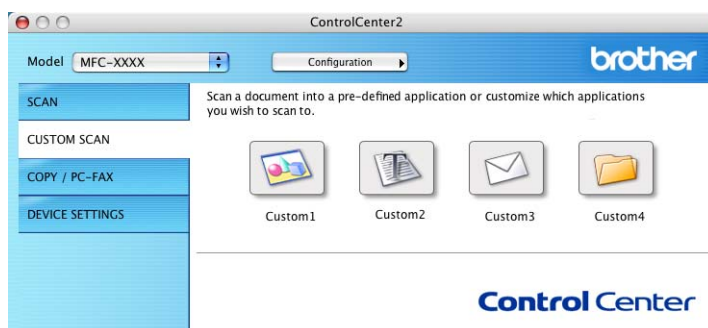 ControlCenter2
Model MFC-XXXX Configuration brother
SCAN
CUSTOM SCAN
COPY / PC-FAX
DEVICE SETTINGS
Scan a document into a pre-defined application or customize which applications
you wish to scan to.
Custom1 Custom2 Custom3 Custom4
Control Center